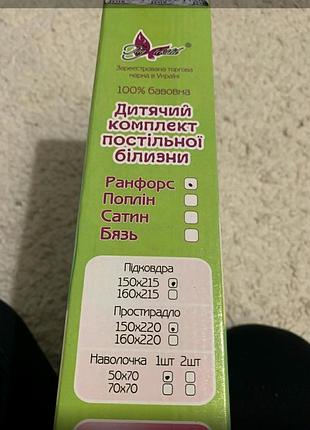 Зареєстрована торгова
марка в Україні
100% бавовна
Дитячий
комплект
постільної
білизни
Ранфорс
Поплін
Сатин
Бязь
Підковдра
150х215
160х215
Простирадло
150х220
160х220
Наволочка 1шт 2шт
50х70
70х70